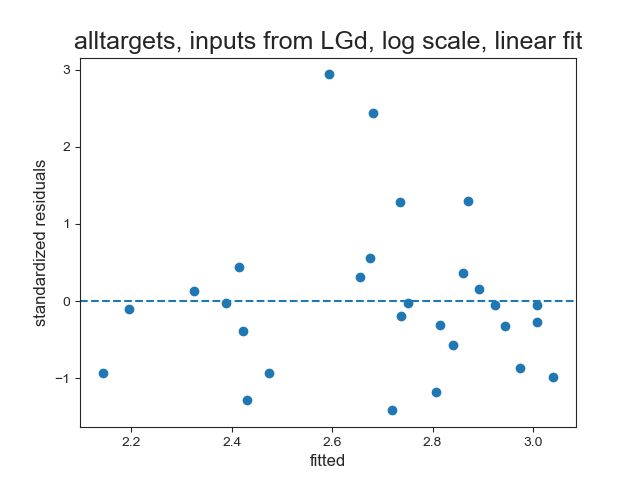 alltargets, inputs from LGd, log scale, linear fit
3
2
1
0
−1
standardized residuals
2.2 2.4 2.6 2.8 3.0
fitted